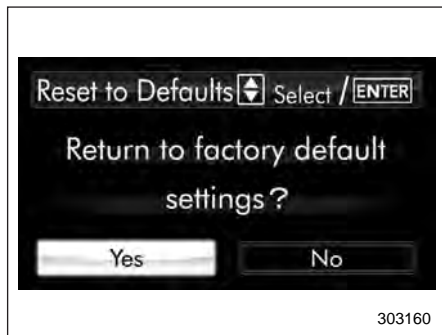 Reset to Defaults Select / ENTER
Return to factory default
settings?
Yes No
303160